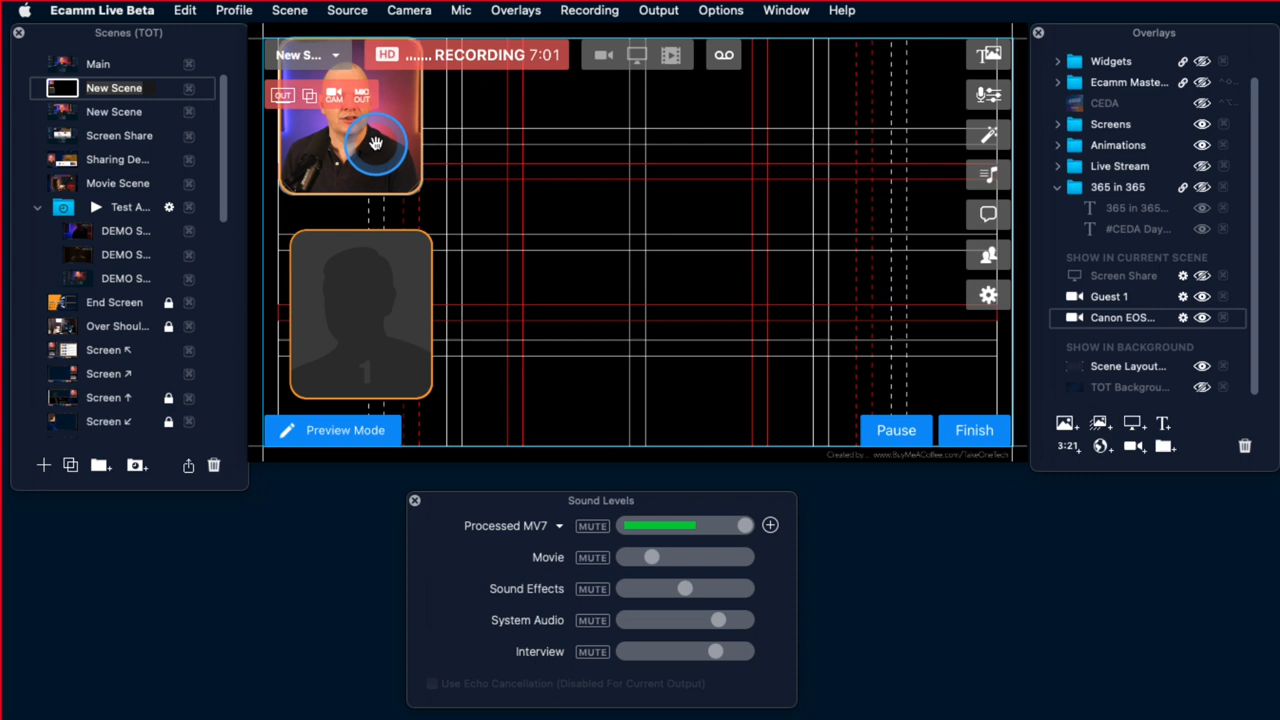 Ecamm Live Beta Edit Profile Scene Source Camera Mic Overlays Recording Output Options Window Help
Scenes (TOT)
Main
New Scene
New Scene
Screen Share
Sharing De...
Movie Scene
Test A...
DEMO S...
DEMO S...
DEMO S...
End Screen
Over Shoul...
Screen ↖
Screen ↗
Screen ↑
Screen ↙
New S...
HD ....... RECORDING 7:01
OUT
CAM
MIC OUT
1
Preview Mode
Pause
Finish
Created by... www.BuyMeACoffee.com/TakeOneTech
Overlays
Widgets
Ecamm Maste...
CEDA
Screens
Animations
Live Stream
365 in 365
T 365 in 365...
T #CEDA Day...
SHOW IN CURRENT SCENE
Screen Share
Guest 1
Canon EOS...
SHOW IN BACKGROUND
Scene Layout...
TOT Backgrou...
3:21
Sound Levels
Processed MV7 MUTE
Movie MUTE
Sound Effects MUTE
System Audio MUTE
Interview MUTE
Use Echo Cancellation (Disabled For Current Output)